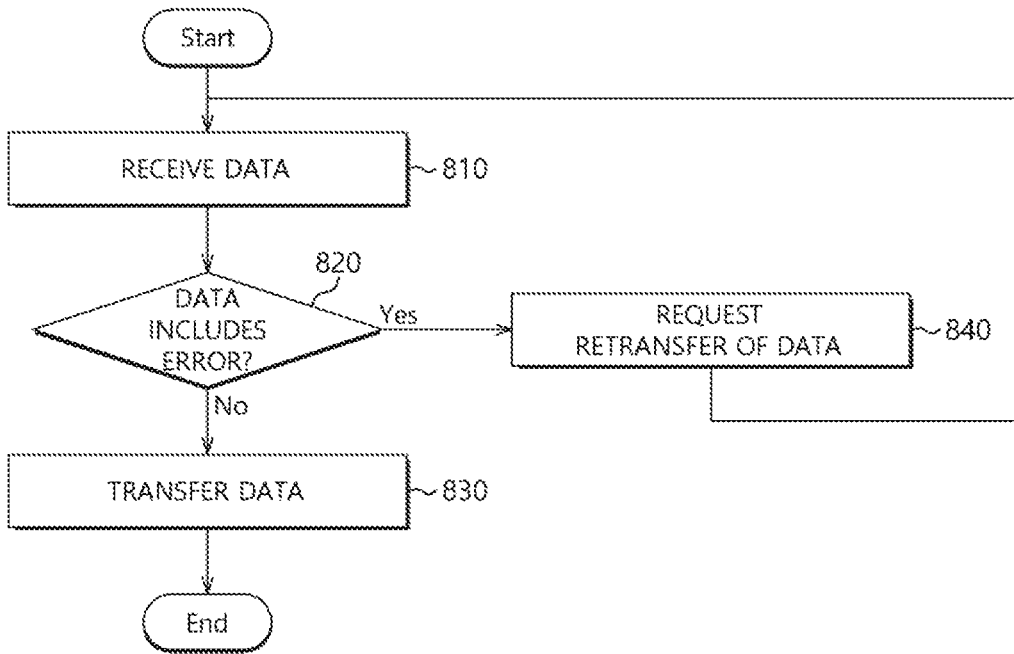 Start
RECEIVE DATA
810
820
DATA
INCLUDES
ERROR?
Yes
REQUEST
RETRANSFER OF DATA
840
No
TRANSFER DATA
830
End